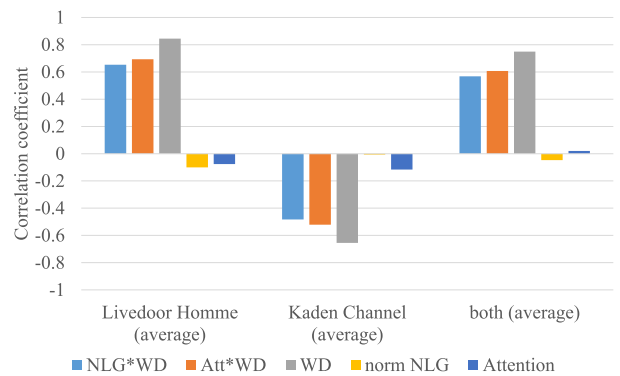 1
0.8
0.6
0.4
0.2
0
-0.2
-0.4
-0.6
-0.8
-1
Correlation coefficient
Livedoor Homme
(average)
Kaden Channel
(average)
both (average)
NLG*WD Att*WD WD norm NLG Attention